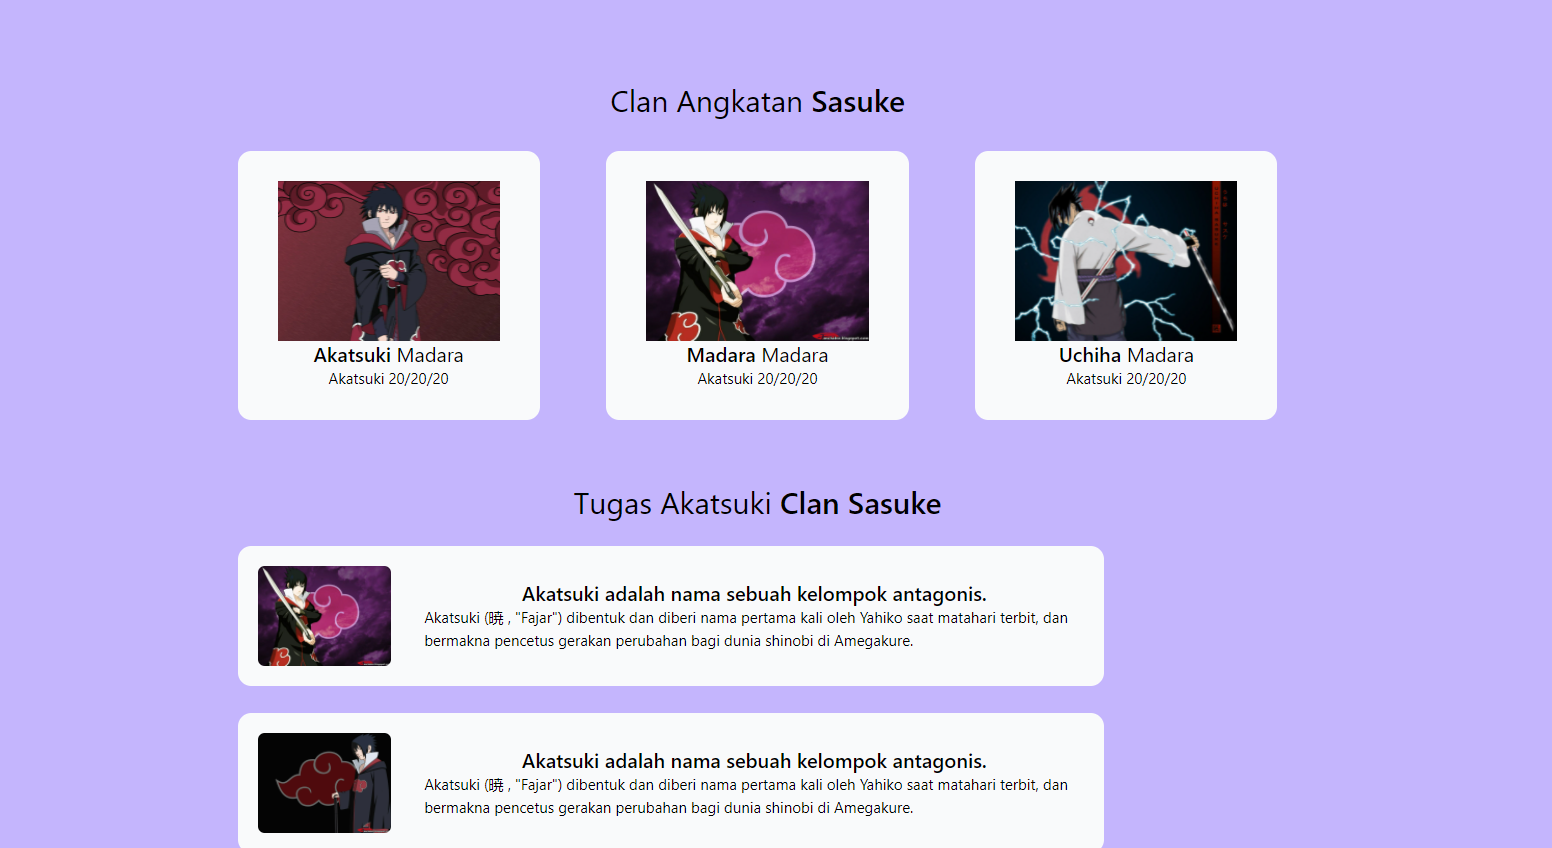 Clan Angkatan Sasuke
Akatsuki Madara
Akatsuki 20/20/20
Madara Madara
Akatsuki 20/20/20
Uchiha Madara
Akatsuki 20/20/20
Tugas Akatsuki Clan Sasuke
Akatsuki adalah nama sebuah kelompok antagonis.
Akatsuki (暁 , "Fajar") dibentuk dan diberi nama pertama kali oleh Yahiko saat matahari terbit, dan
bermakna pencetus gerakan perubahan bagi dunia shinobi di Amegakure.
Akatsuki adalah nama sebuah kelompok antagonis.
Akatsuki (暁 , "Fajar") dibentuk dan diberi nama pertama kali oleh Yahiko saat matahari terbit, dan
bermakna pencetus gerakan perubahan bagi dunia shinobi di Amegakure.